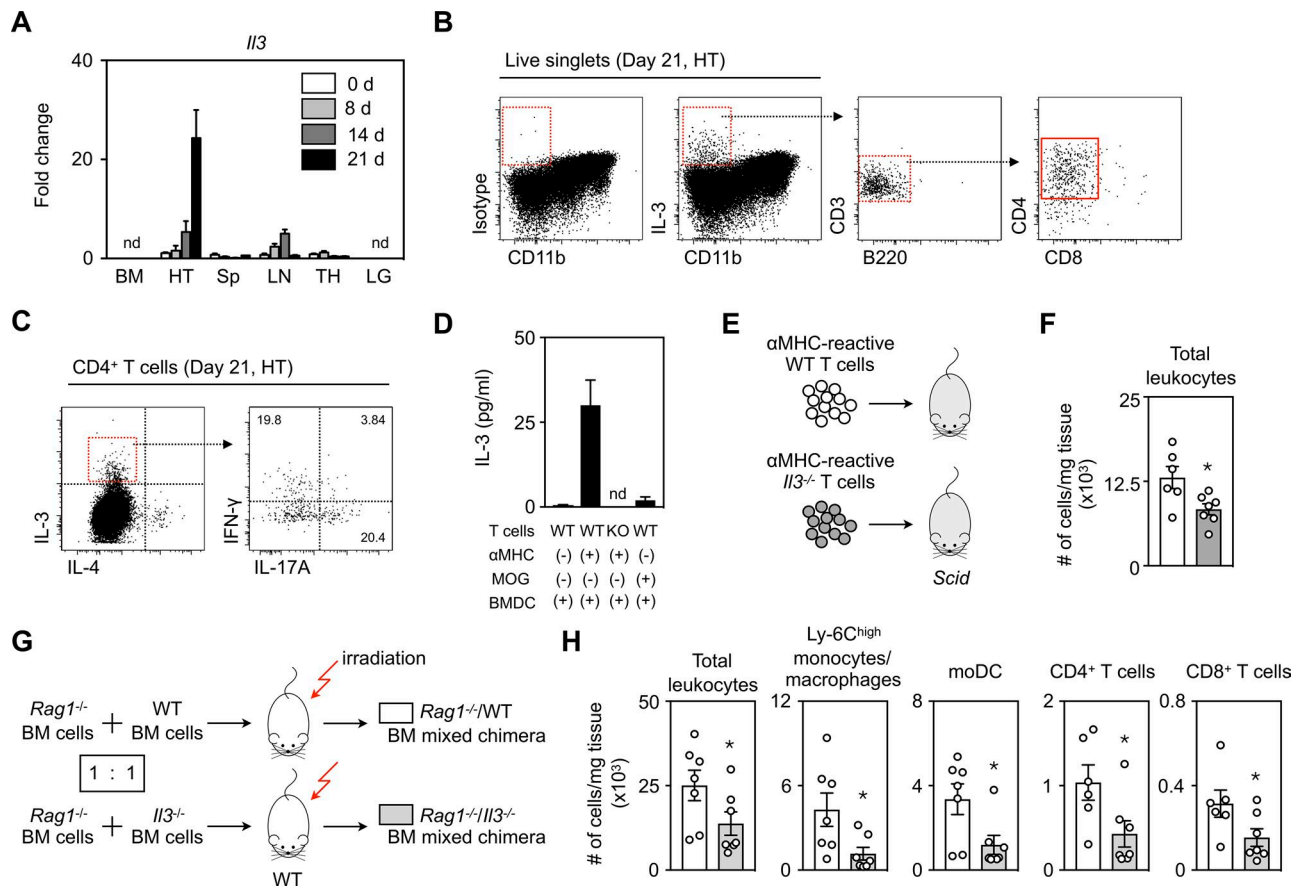 A
Il3
Fold change
40
20
0
0 d
8 d
14 d
21 d
nd
nd
BM HT Sp LN TH LG
B
Live singlets (Day 21, HT)
Isotype
CD11b
IL-3
CD11b
CD3
B220
CD4
CD8
C
CD4+ T cells (Day 21, HT)
IL-3
IL-4
IFN-γ
19.8 3.84
20.4
IL-17A
D
IL-3 (pg/ml)
50
25
0
nd
T cells WT WT KO WT
αMHC (-) (+) (+) (-)
MOG (-) (-) (-) (+)
BMDC (+) (+) (+) (+)
E
αMHC-reactive
WT T cells
αMHC-reactive
Il3-/- T cells
Scid
F
Total
leukocytes
# of cells/mg tissue
(x10³)
25
12.5
0
*
G
irradiation
Rag1-/-
BM cells
+
WT
BM cells
Rag1-/-/WT
BM mixed chimera
1 : 1
Rag1-/-
BM cells
+
Il3-/-
BM cells
Rag1-/-/Il3-/-
BM mixed chimera
WT
H
# of cells/mg tissue
(x10³)
Total
leukocytes
50
25
0
*
Ly-6Chigh
monocytes/
macrophages
12
6
0
*
moDC
8
4
0
*
CD4+ T cells
2
1
0
*
CD8+ T cells
0.8
0.4
0
*